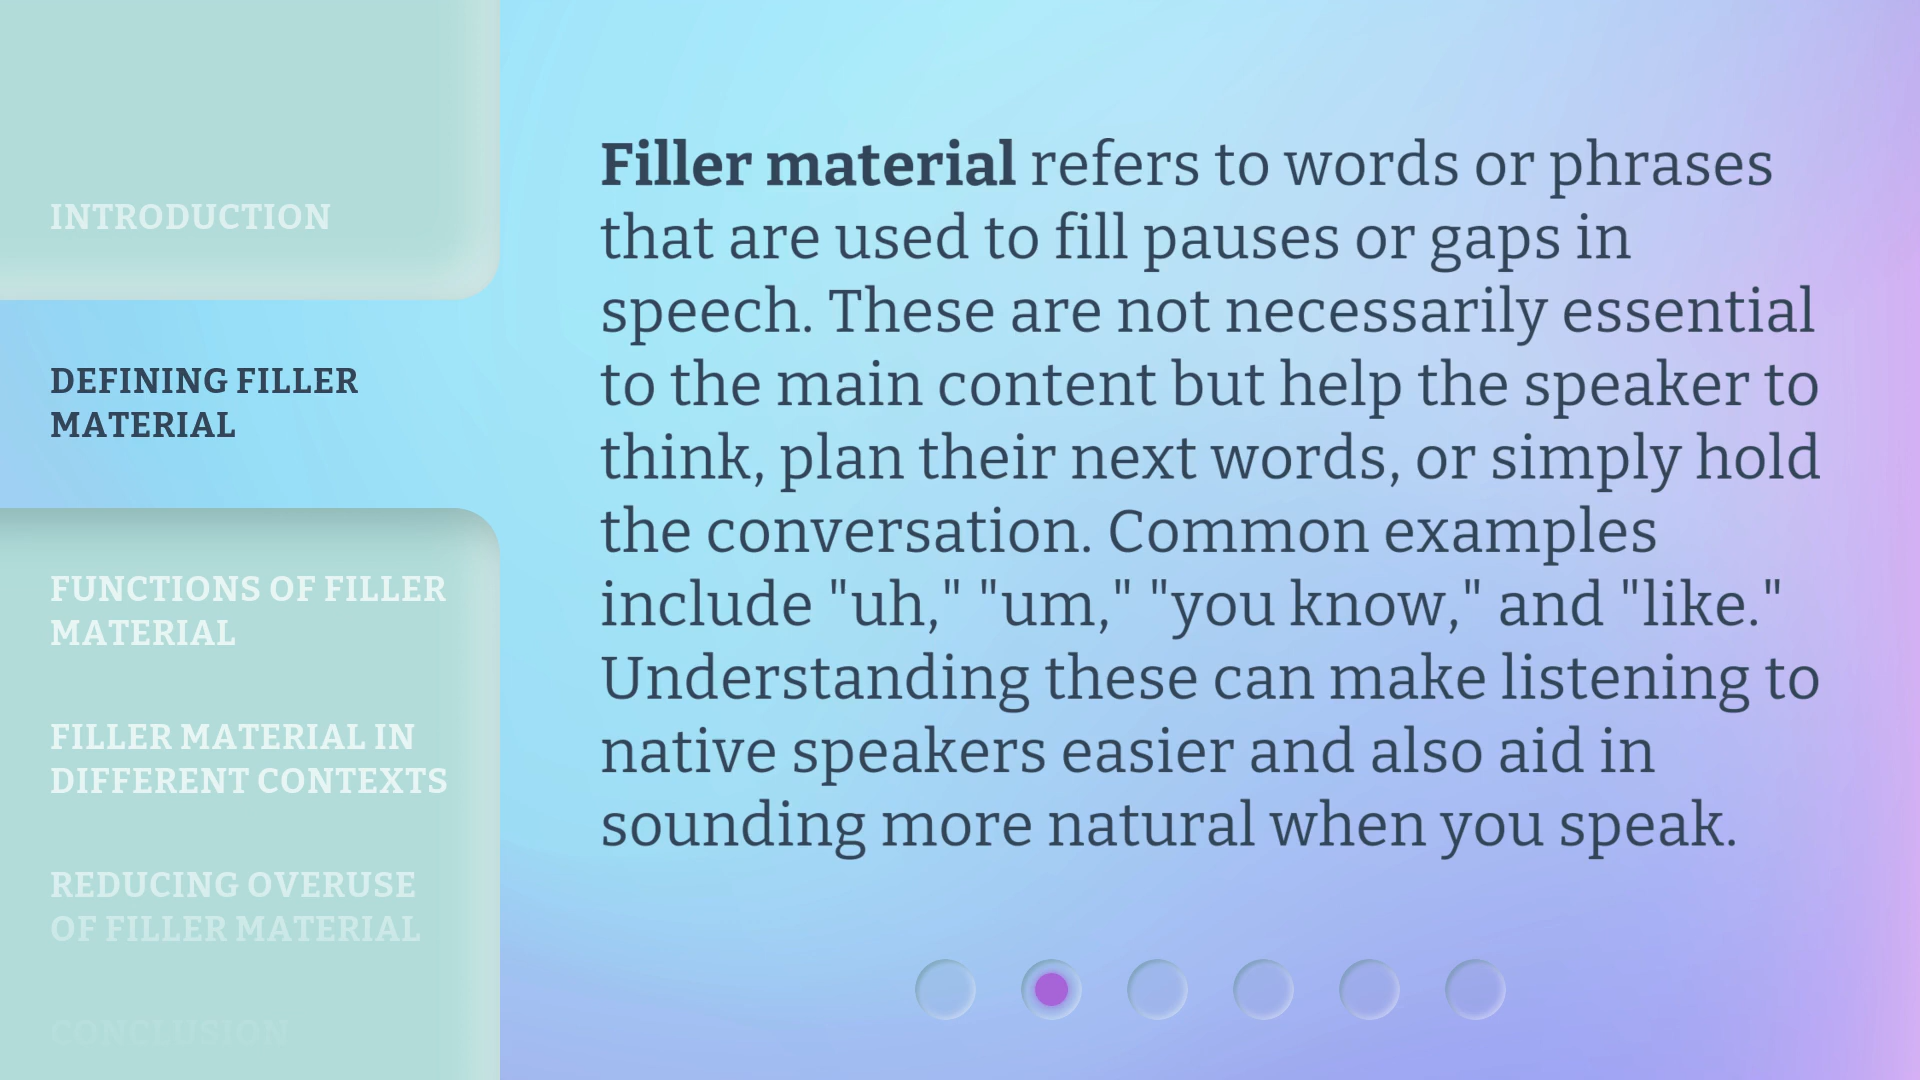 INTRODUCTION
DEFINING FILLER
MATERIAL
FUNCTIONS OF FILLER
MATERIAL
FILLER MATERIAL IN
DIFFERENT CONTEXTS
REDUCING OVERUSE
OF FILLER MATERIAL
CONCLUSION
Filler material refers to words or phrases
that are used to fill pauses or gaps in
speech. These are not necessarily essential
to the main content but help the speaker to
think, plan their next words, or simply hold
the conversation. Common examples
include "uh," "um," "you know," and "like."
Understanding these can make listening to
native speakers easier and also aid in
sounding more natural when you speak.